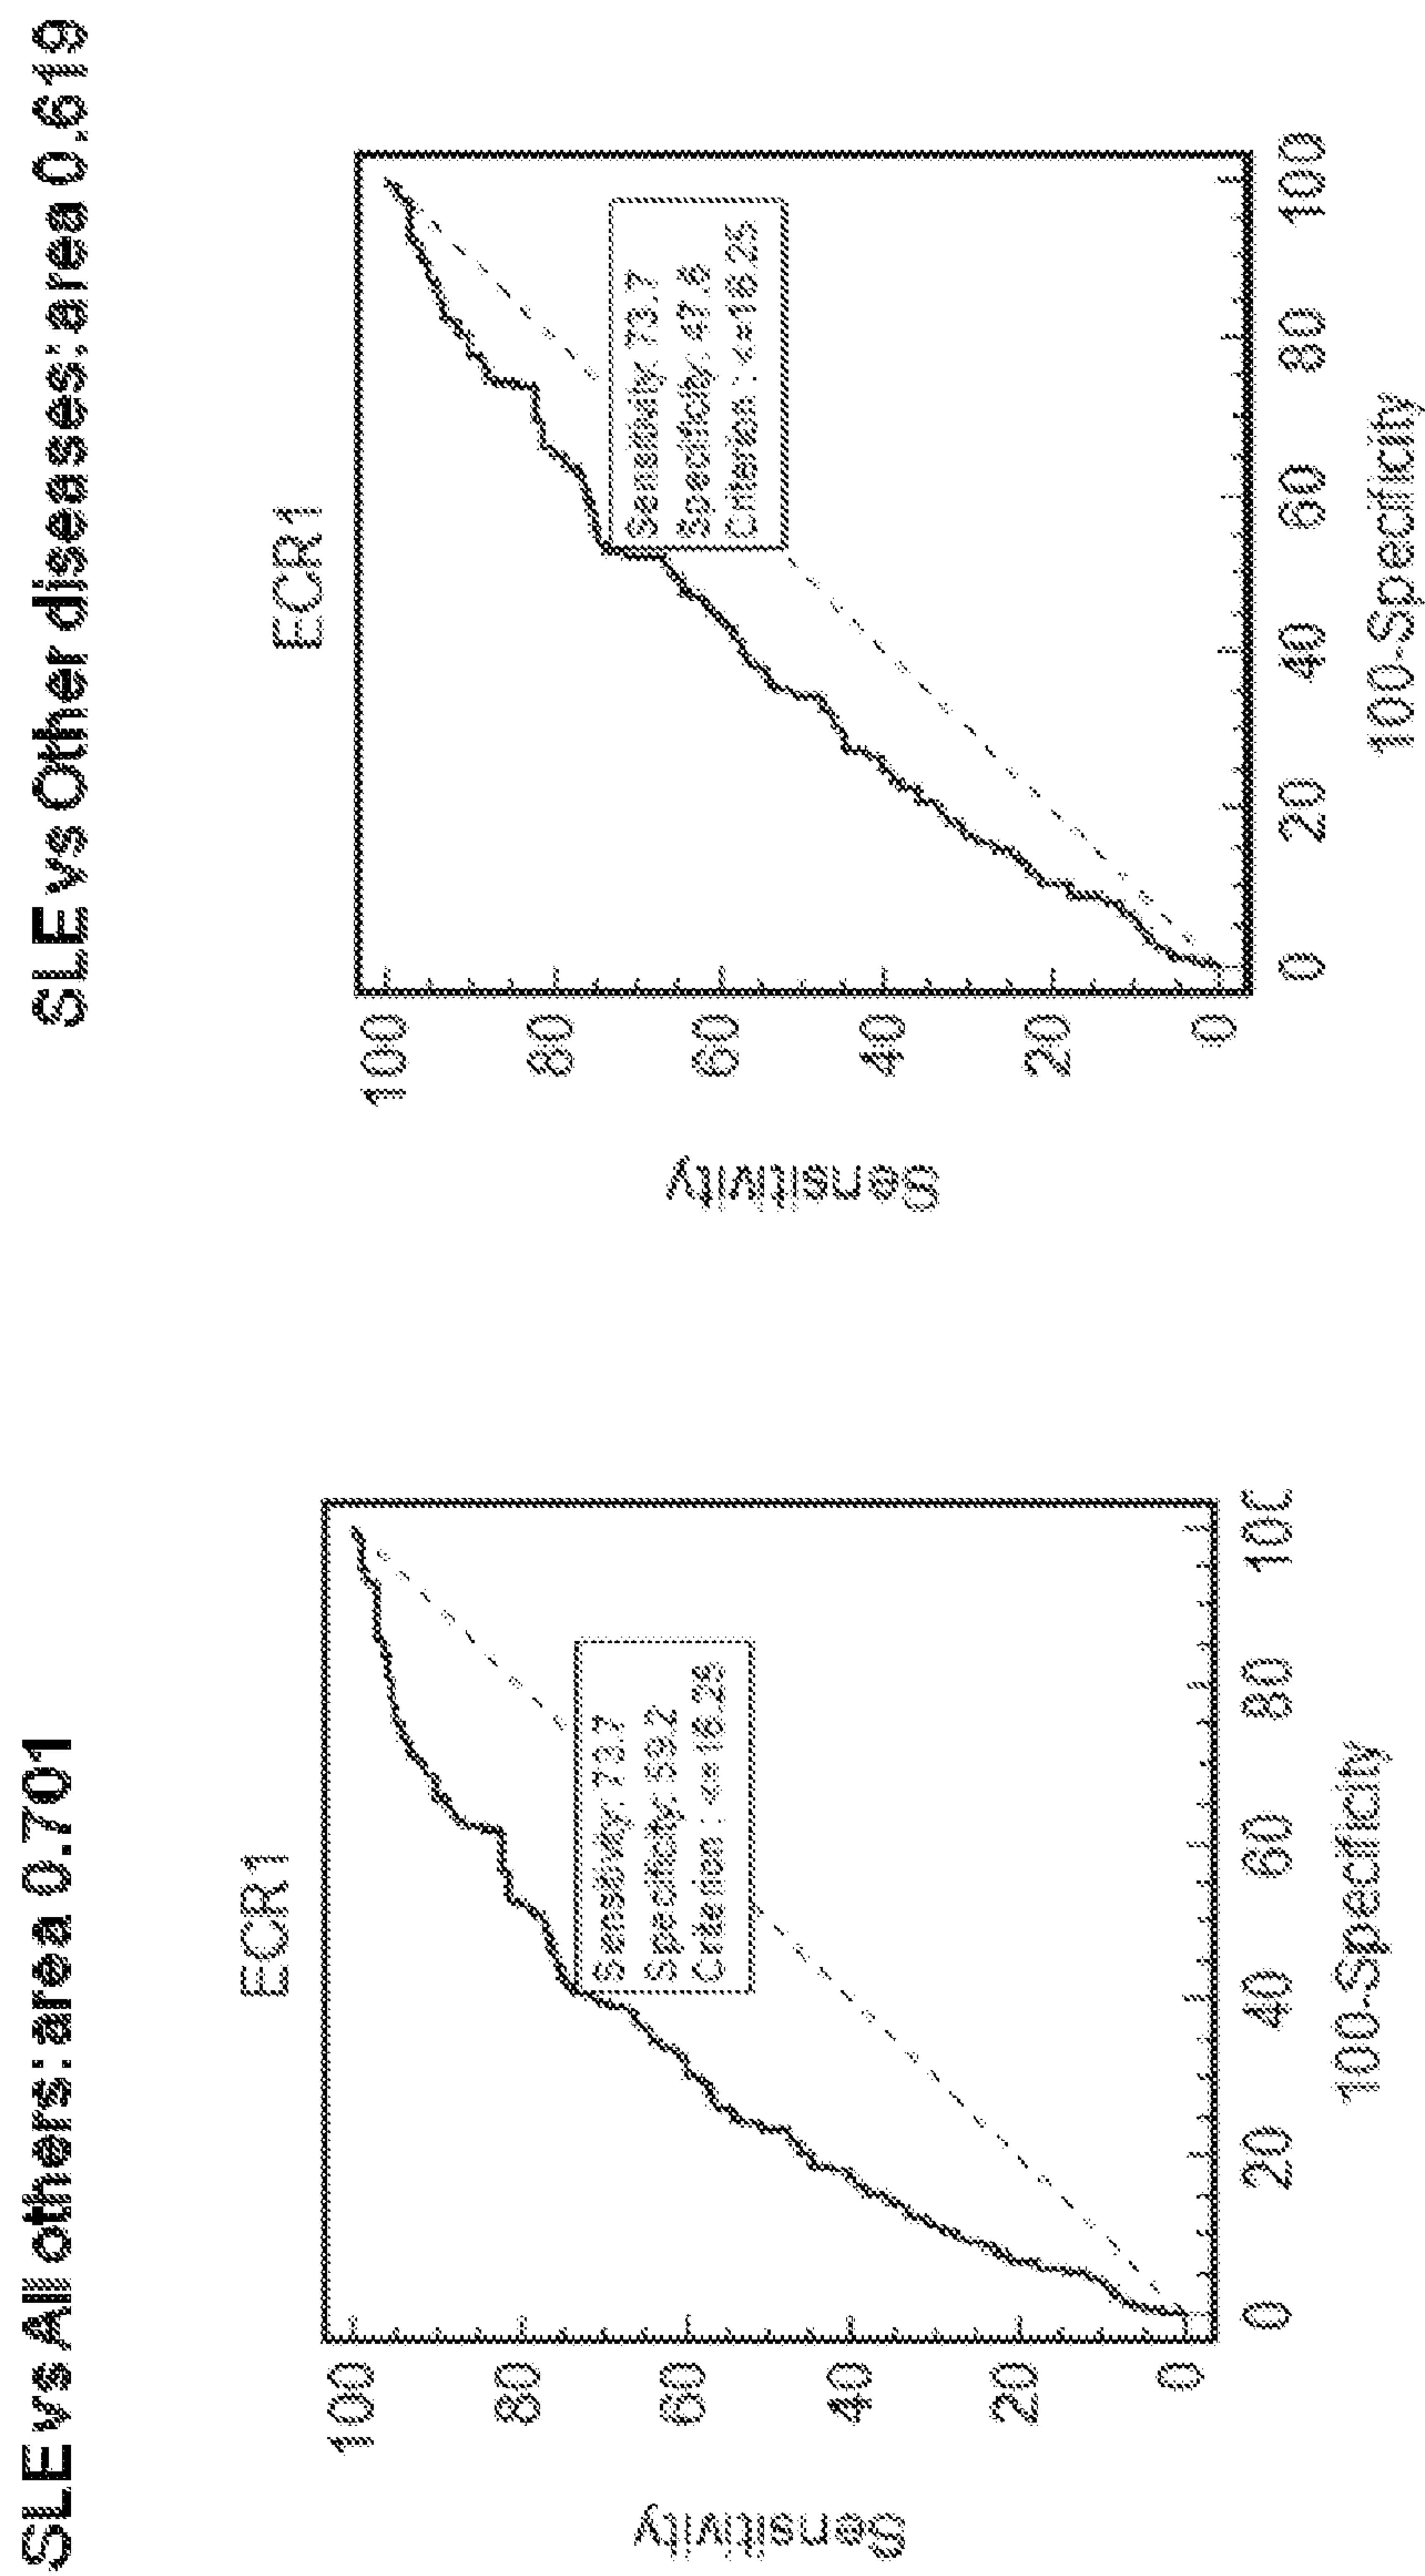 SLE vs All others: area 0.701
ECR1
Sensitivity
100
80
60
40
20
0
Sensitivity: 73.7
Specificity: 59.2
Criterion : <=16.25
0
20
40
60
80
100
100-Specificity
SLE vs Other diseases: area 0.619
ECR1
Sensitivity
100
80
60
40
20
0
Sensitivity: 73.7
Specificity: 47.8
Criterion : <=16.25
0
20
40
60
80
100
100-Specificity